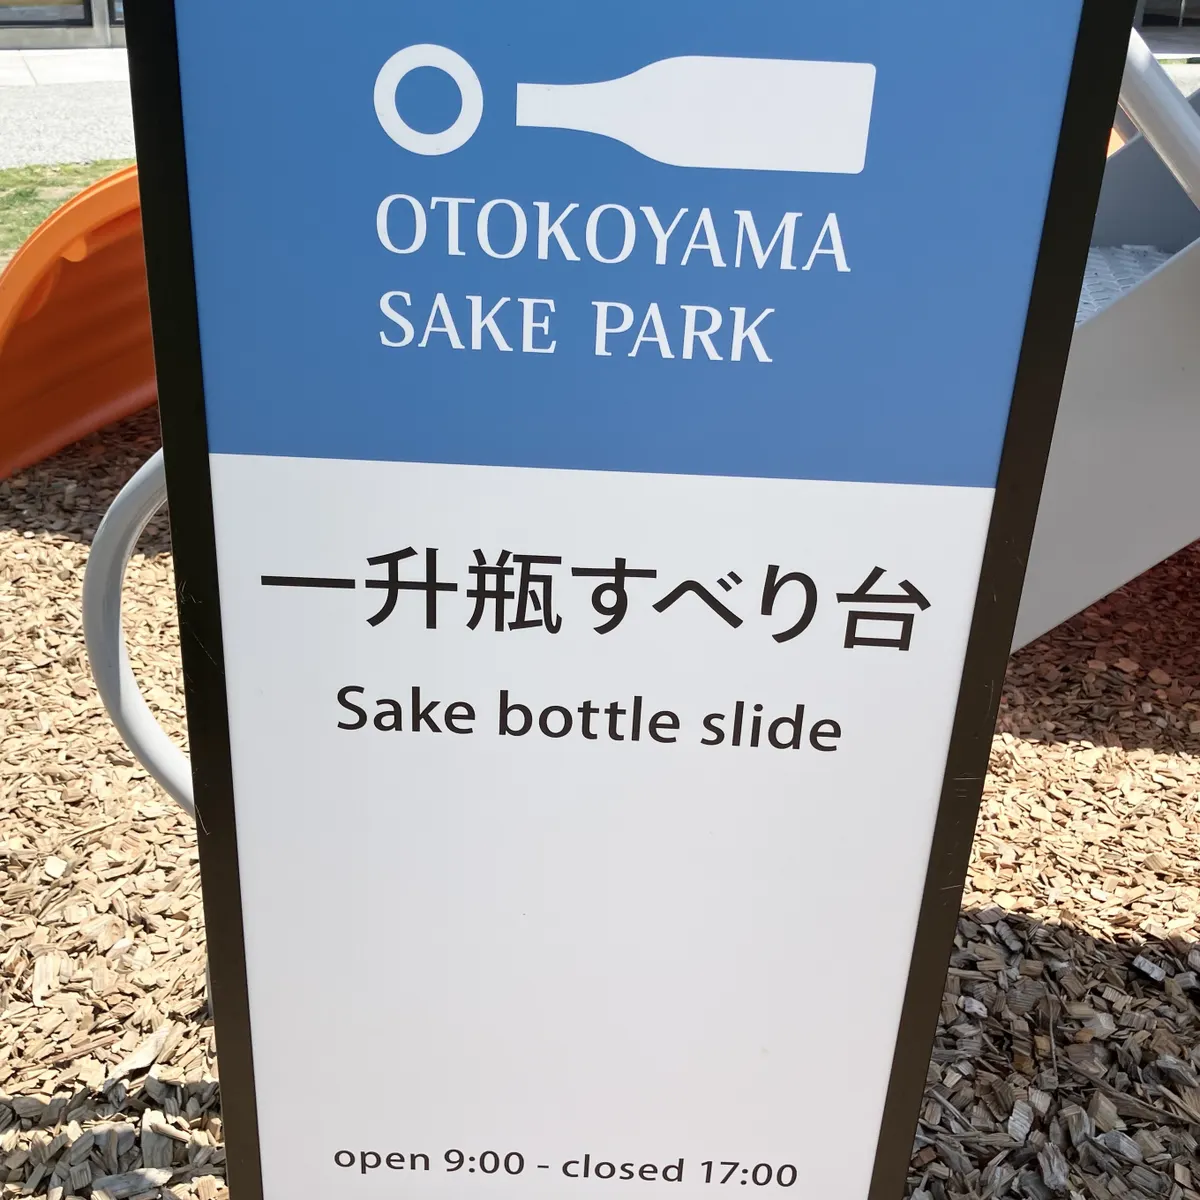 OTOKOYAMA
SAKE PARK
一升瓶すべり台
Sake bottle slide
open 9:00 - closed 17:00